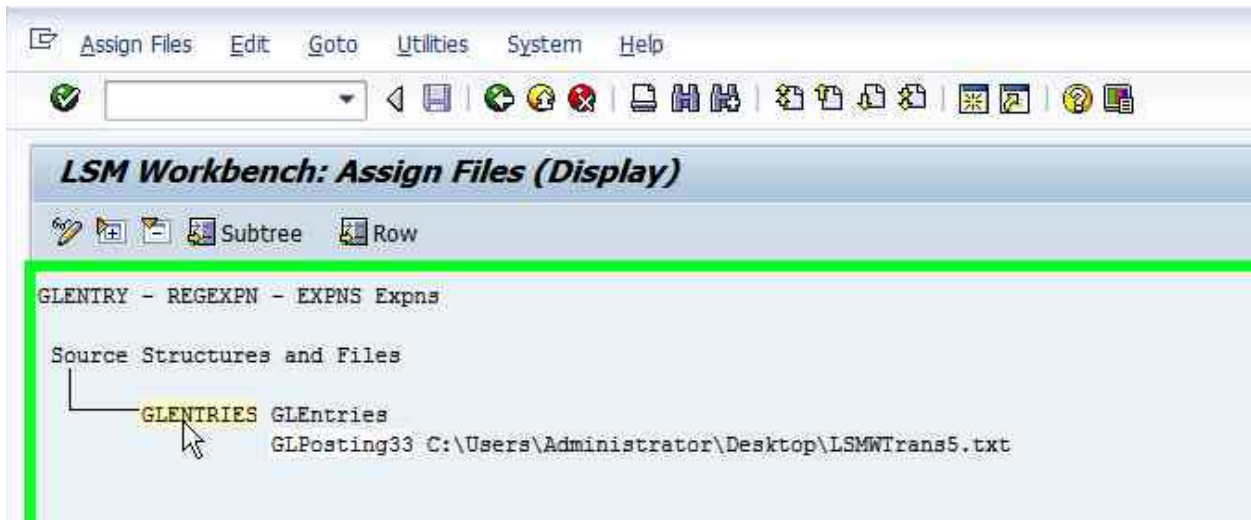 Assign Files Edit Goto Utilities System Help
LSM Workbench: Assign Files (Display)
Subtree Row
GLENTRY - REGEXPN - EXPNS Expns
Source Structures and Files
GLENTRIES GLEntries
GLPosting33 C:\Users\Administrator\Desktop\LSMWTrans5.txt